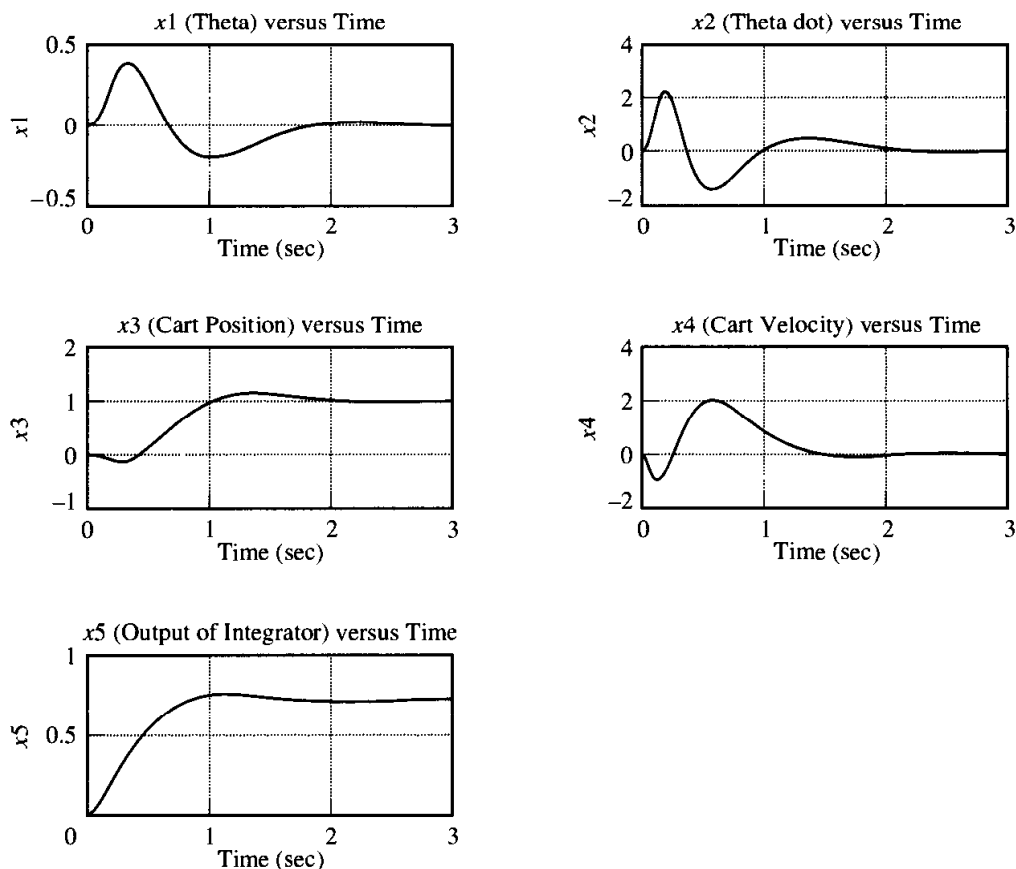 x1 (Theta) versus Time
0.5
0
–0.5
x1
0 1 2 3
Time (sec)
x2 (Theta dot) versus Time
4
2
0
–2
x2
0 1 2 3
Time (sec)
x3 (Cart Position) versus Time
2
1
0
–1
x3
0 1 2 3
Time (sec)
x4 (Cart Velocity) versus Time
4
2
0
–2
x4
0 1 2 3
Time (sec)
x5 (Output of Integrator) versus Time
1
0.5
x5
0 1 2 3
Time (sec)